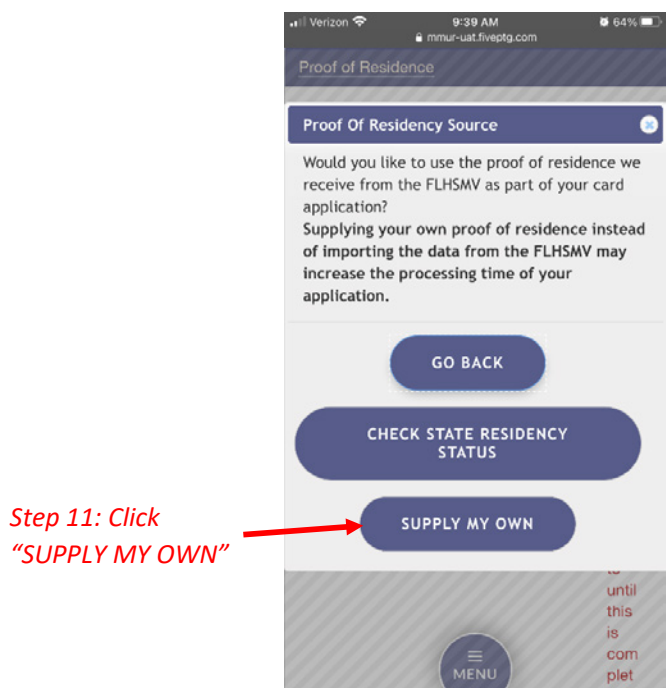 Verizon
9:39 AM
64%
mmur-uat.fiveptg.com
Proof of Residence
Proof Of Residency Source
Would you like to use the proof of residence we
receive from the FLHSMV as part of your card
application?
Supplying your own proof of residence instead
of importing the data from the FLHSMV may
increase the processing time of your
application.
GO BACK
CHECK STATE RESIDENCY
STATUS
Step 11: Click
“SUPPLY MY OWN”
SUPPLY MY OWN
until
this
is
com
plet
MENU